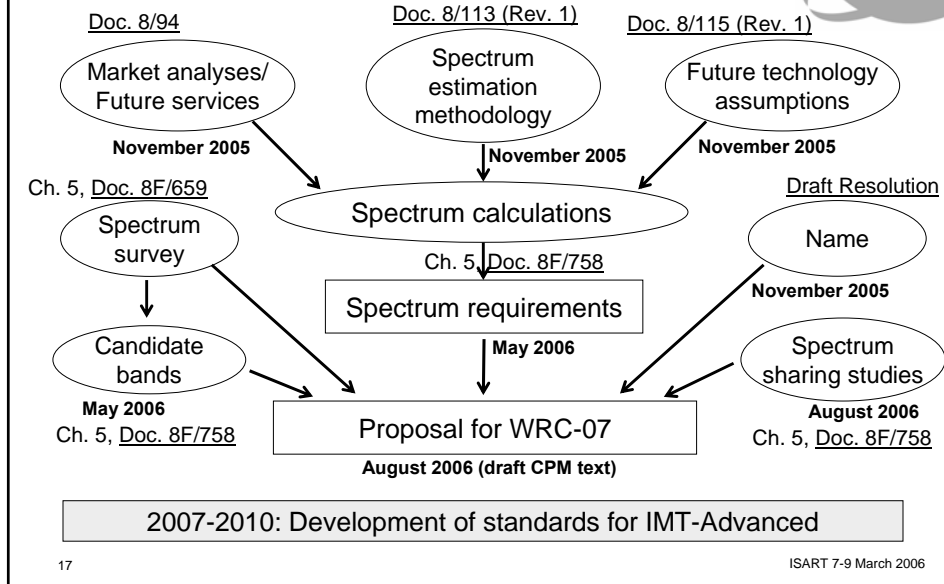 Doc. 8/94
Doc. 8/113 (Rev. 1)
Doc. 8/115 (Rev. 1)
Market analyses/
Future services
Spectrum
estimation
methodology
Future technology
assumptions
November 2005
November 2005
November 2005
Ch. 5, Doc. 8F/659
Draft Resolution
Spectrum
survey
Spectrum calculations
Name
Ch. 5, Doc. 8F/758
November 2005
Spectrum requirements
May 2006
Candidate
bands
Spectrum
sharing studies
May 2006
Ch. 5, Doc. 8F/758
August 2006
Ch. 5, Doc. 8F/758
Proposal for WRC-07
August 2006 (draft CPM text)
2007-2010: Development of standards for IMT-Advanced
17
ISART 7-9 March 2006